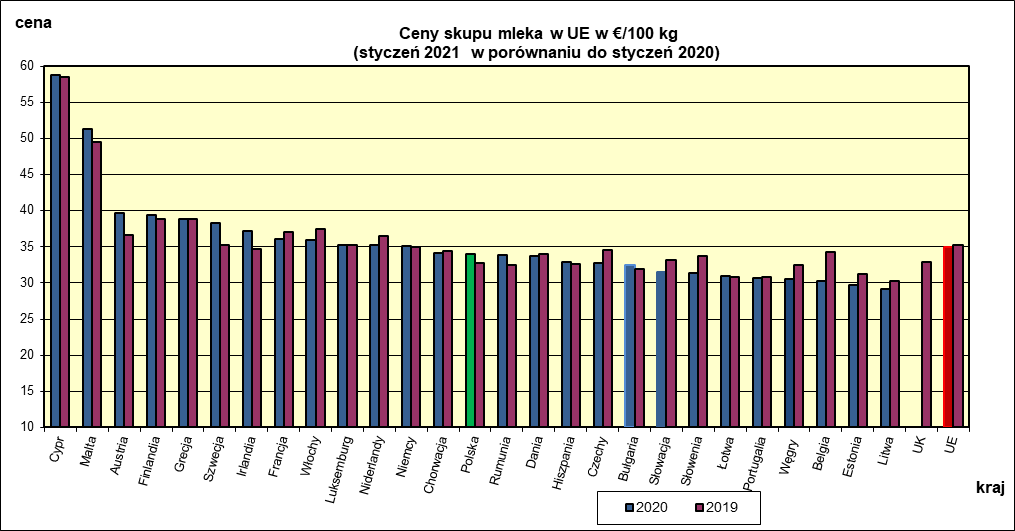 cena
Ceny skupu mleka w UE w €/100 kg
(styczeń 2021 w porównaniu do styczeń 2020)
60
55
50
45
40
35
30
25
20
15
10
Cypr
Malta
Austria
Finlandia
Grecja
Szwecja
Irlandia
Francja
Włochy
Luksemburg
Niderlandy
Niemcy
Chorwacja
Polska
Rumunia
Dania
Hiszpania
Czechy
Bułgaria
Słowacja
Słowenia
Łotwa
Portugalia
Węgry
Belgia
Estonia
Litwa
UK
UE
kraj
2020
2019